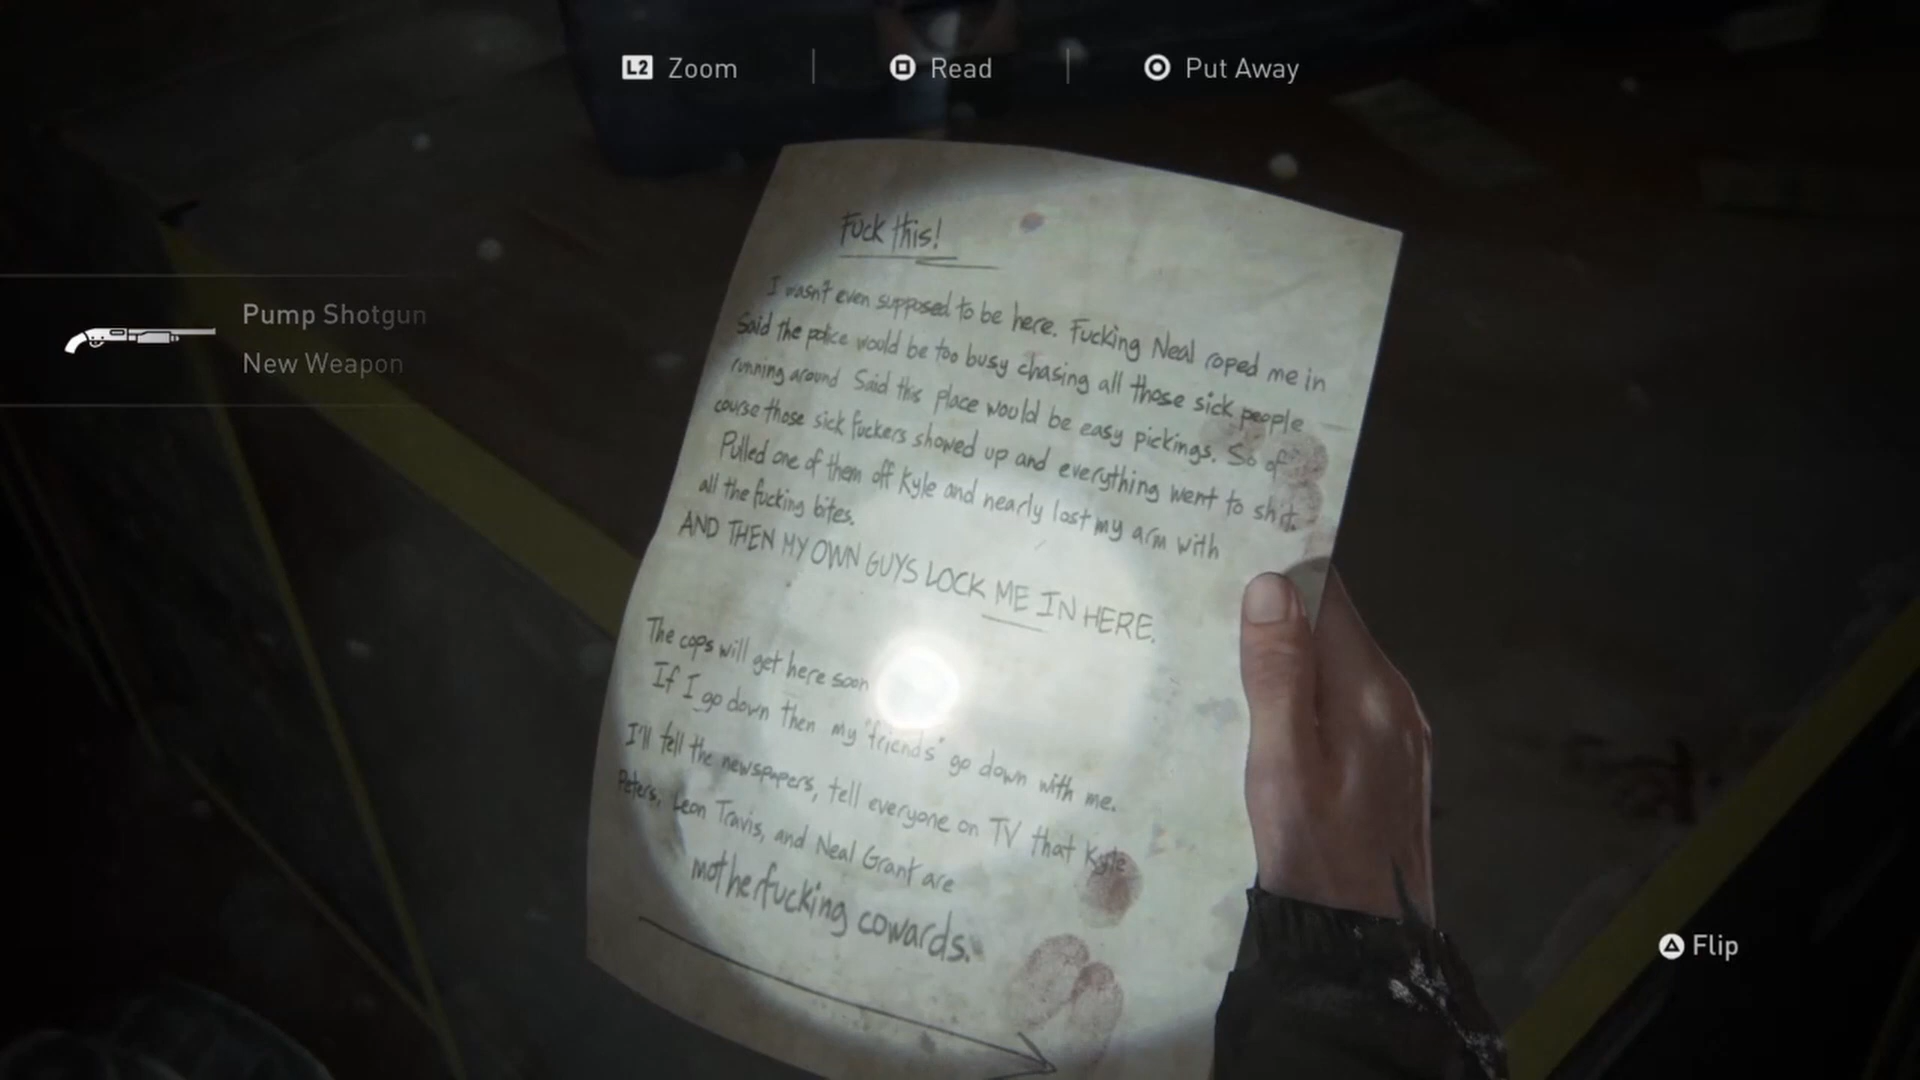 L2 Zoom
Read
Put Away
Pump Shotgun
New Weapon
Fuck this!
I wasn't even supposed to be here. Fucking Neal roped me in
Said the police would be too busy chasing all those sick people
running around Said this place would be easy pickings. So of
course those sick fuckers showed up and everything went to shit.
Pulled one of them off Kyle and nearly lost my arm with
all the fucking bites.
AND THEN MY OWN GUYS LOCK ME IN HERE.
The cops will get here soon
If I go down then my "friends" go down with me.
I'll tell the newspapers, tell everyone on TV that Kyle
Peters, Leon Travis, and Neal Grant are
motherfucking cowards.
Flip